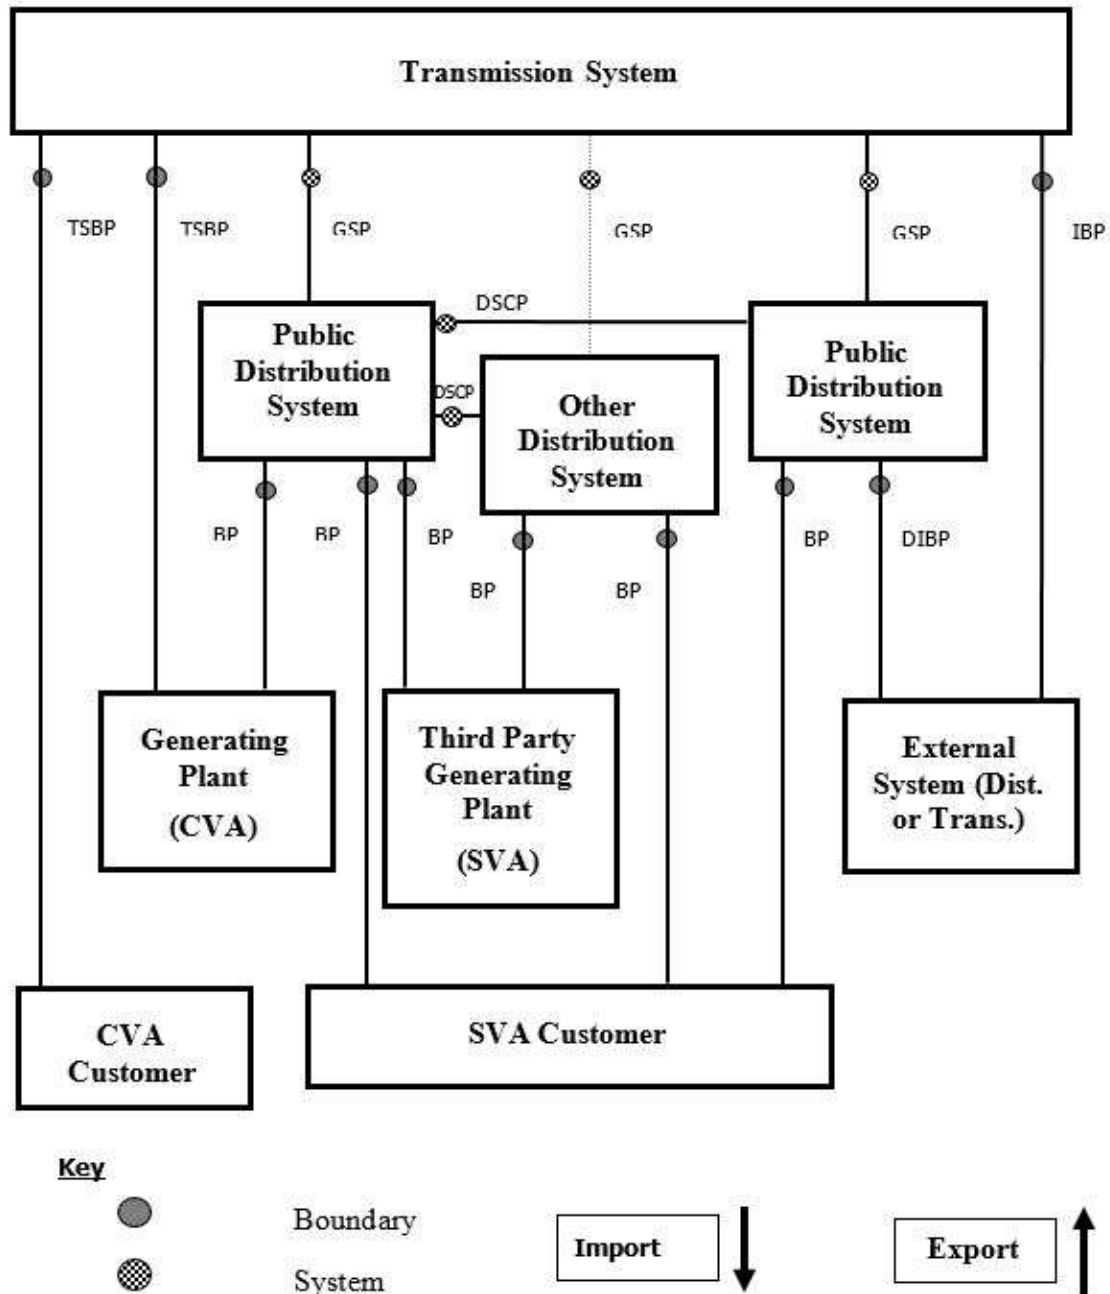 Transmission System
TSBP
TSBP
GSP
GSP
GSP
IBP
DSCP
Public
Distribution
System
DSCP
Other
Distribution
System
Public
Distribution
System
BP
BP
BP
BP
BP
BP
DIBP
Generating
Plant
(CVA)
Third Party
Generating
Plant
(SVA)
External
System (Dist.
or Trans.)
CVA
Customer
SVA Customer
Key
Boundary
System
Import
Export